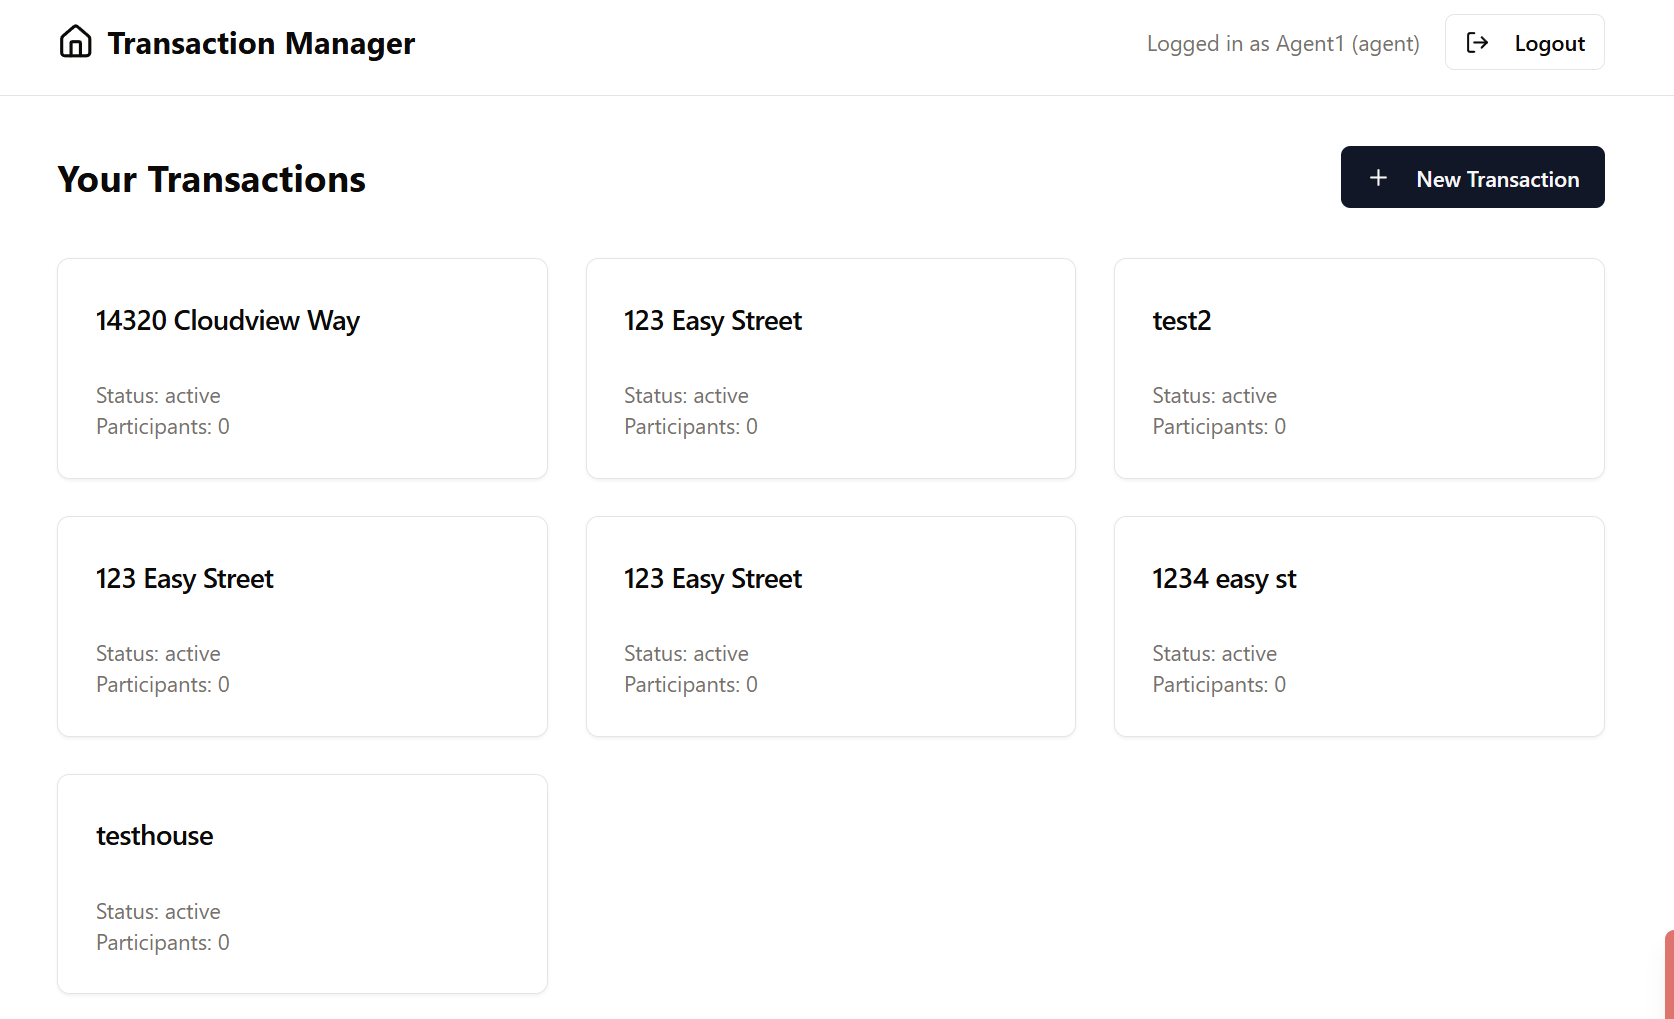 Transaction Manager
Logged in as Agent1 (agent)
Logout
Your Transactions
New Transaction
14320 Cloudview Way
Status: active
Participants: 0
123 Easy Street
Status: active
Participants: 0
test2
Status: active
Participants: 0
123 Easy Street
Status: active
Participants: 0
123 Easy Street
Status: active
Participants: 0
1234 easy st
Status: active
Participants: 0
testhouse
Status: active
Participants: 0